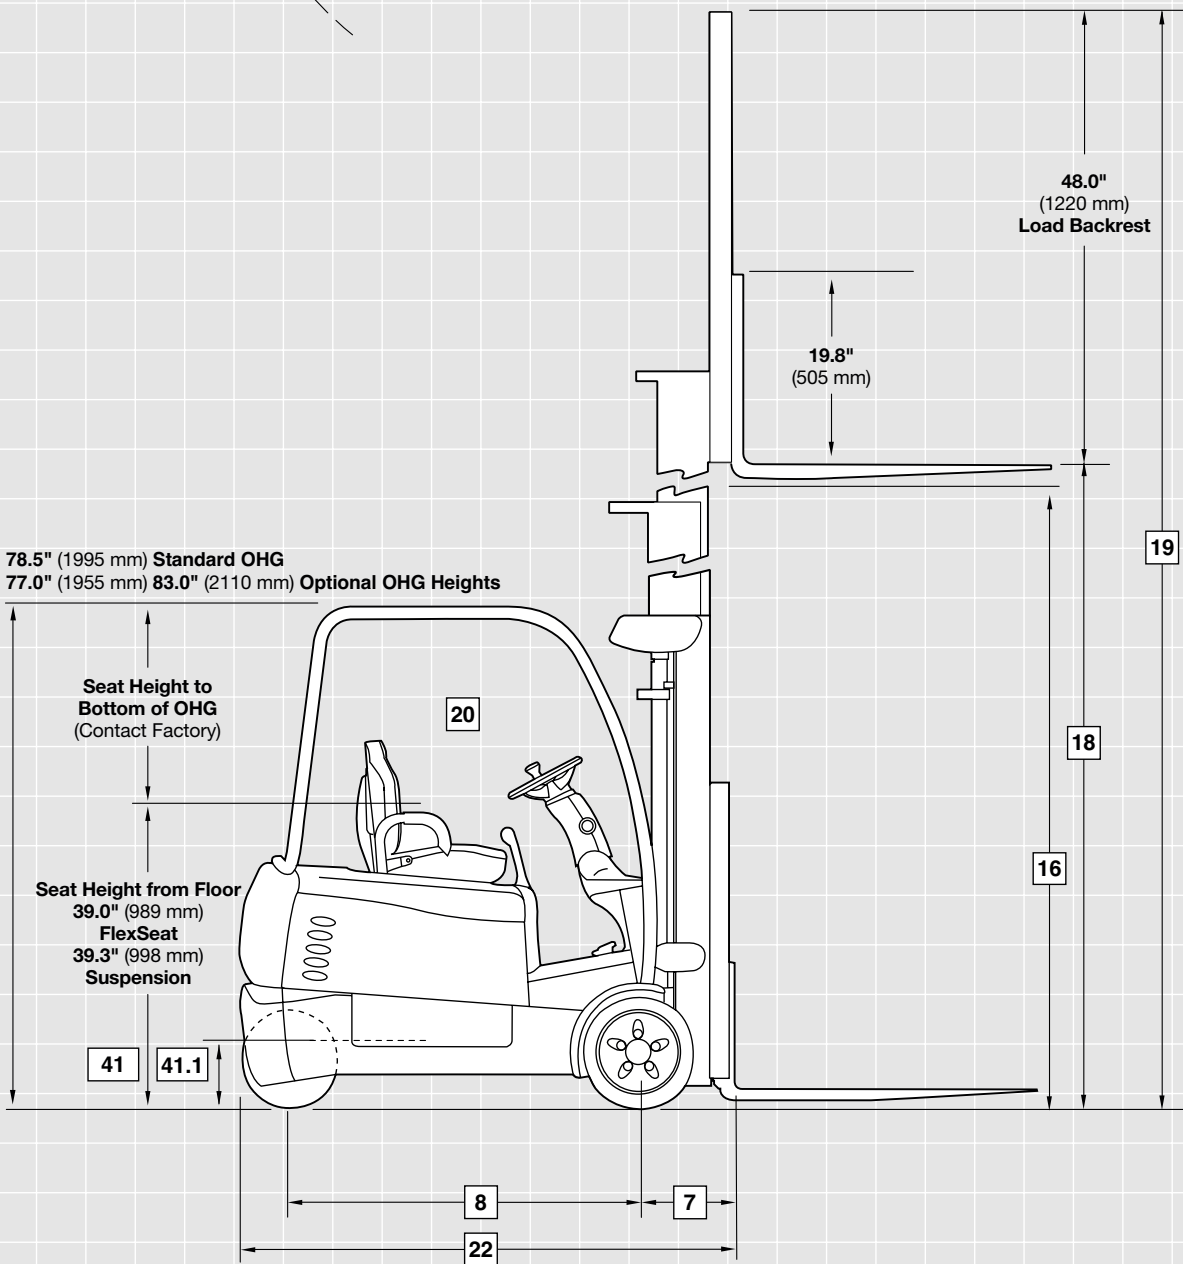 48.0"
(1220 mm)
Load Backrest
19.8"
(505 mm)
19
78.5" (1995 mm) Standard OHG
77.0" (1955 mm) 83.0" (2110 mm) Optional OHG Heights
Seat Height to
Bottom of OHG
(Contact Factory)
20
18
16
Seat Height from Floor
39.0" (989 mm)
FlexSeat
39.3" (998 mm)
Suspension
41
41.1
8
7
22